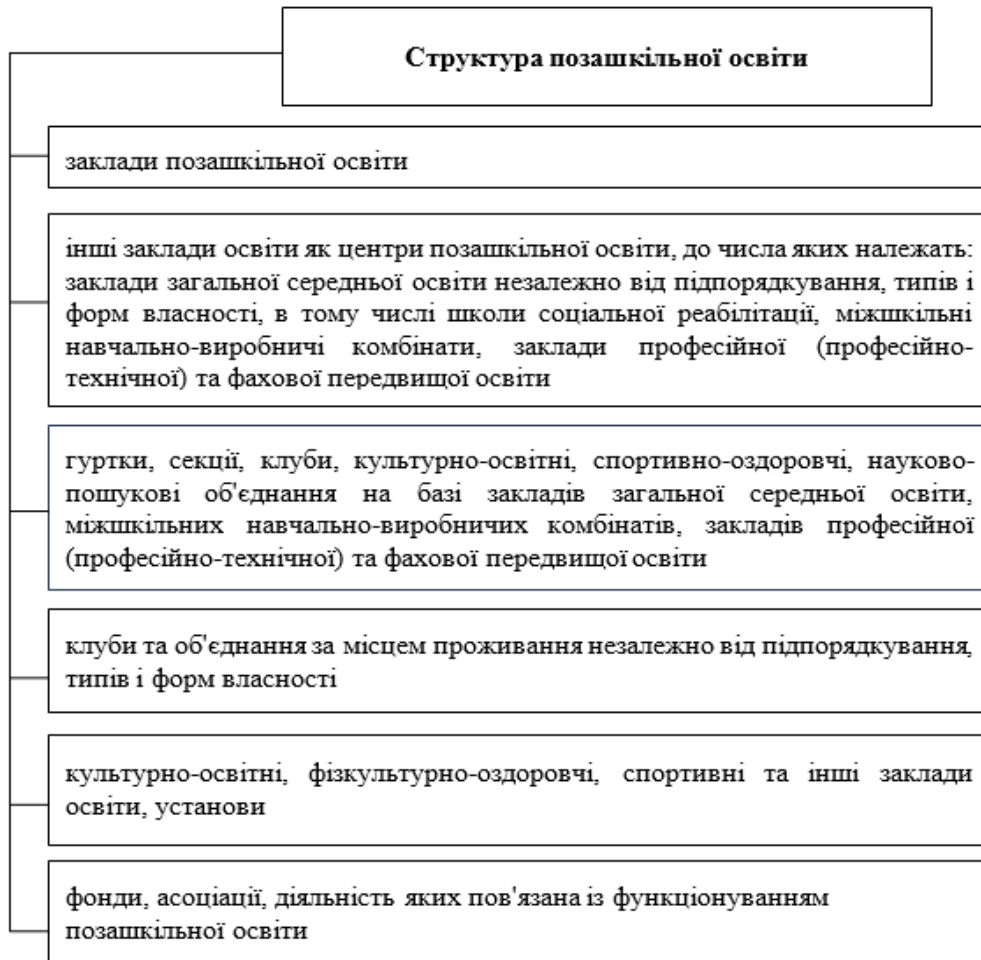 Структура позашкільної освіти
заклади позашкільної освіти
інші заклади освіти як центри позашкільної освіти, до числа яких належать:
заклади загальної середньої освіти незалежно від підпорядкування, типів і
форм власності, в тому числі школи соціальної реабілітації, міжшкільні
навчально-виробничі комбінати, заклади професійної (професійно-
технічної) та фахової передвищої освіти
гуртки, секції, клуби, культурно-освітні, спортивно-оздоровчі, науково-
пошукові об'єднання на базі закладів загальної середньої освіти,
міжшкільних навчально-виробничих комбінатів, закладів професійної
(професійно-технічної) та фахової передвищої освіти
клуби та об'єднання за місцем проживання незалежно від підпорядкування,
типів і форм власності
культурно-освітні, фізкультурно-оздоровчі, спортивні та інші заклади
освіти, установи
фонди, асоціації, діяльність яких пов'язана із функціонуванням
позашкільної освіти